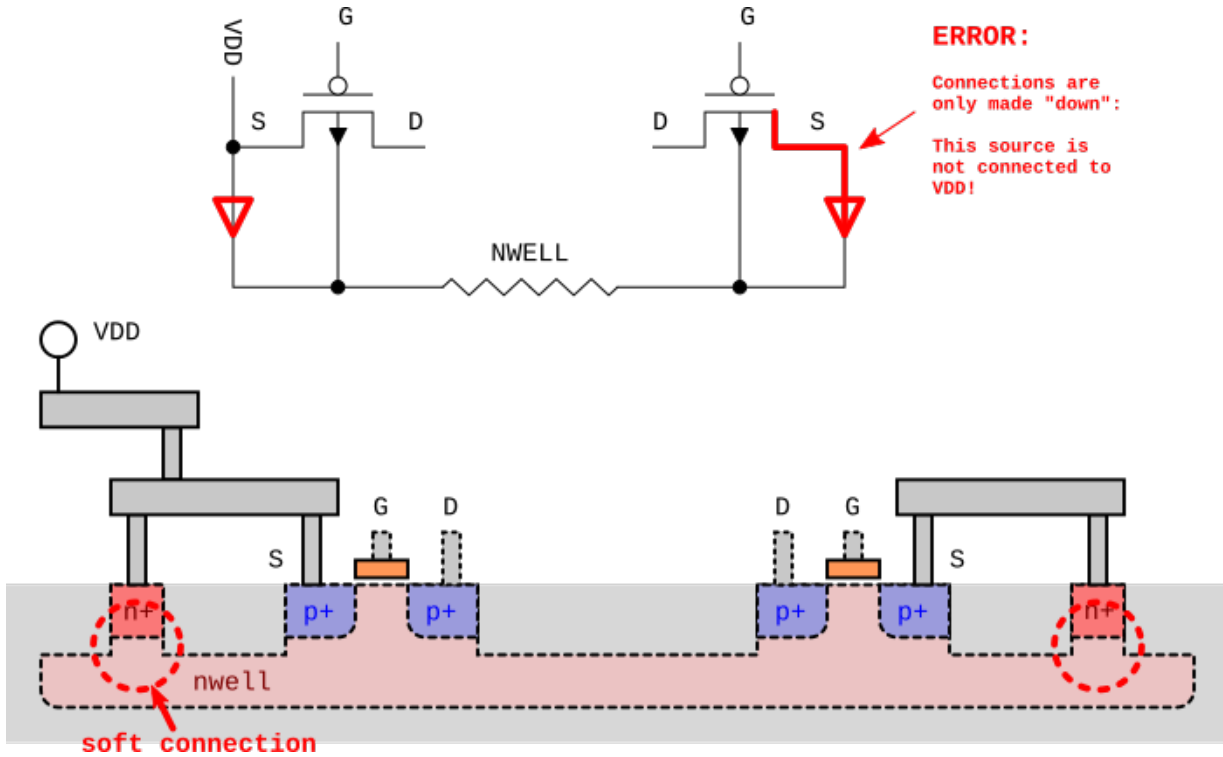 G
G
VDD
ERROR:
Connections are
only made "down":
S
D
D
S
This source is
not connected to
VDD!
NWELL
VDD
G
D
D
G
S
S
n+
p+
p+
p+
p+
n+
nwell
soft connection